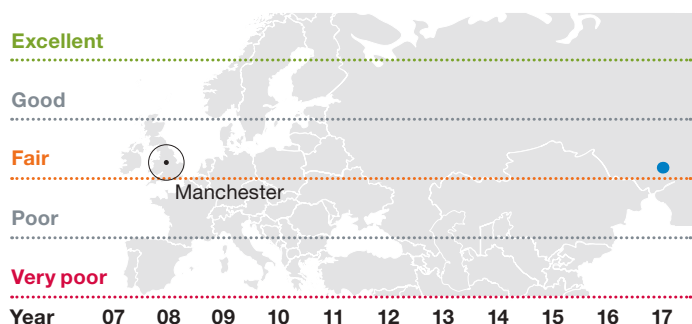 Excellent
Good
Fair
Manchester
Poor
Very poor
Year 07 08 09 10 11 12 13 14 15 16 17